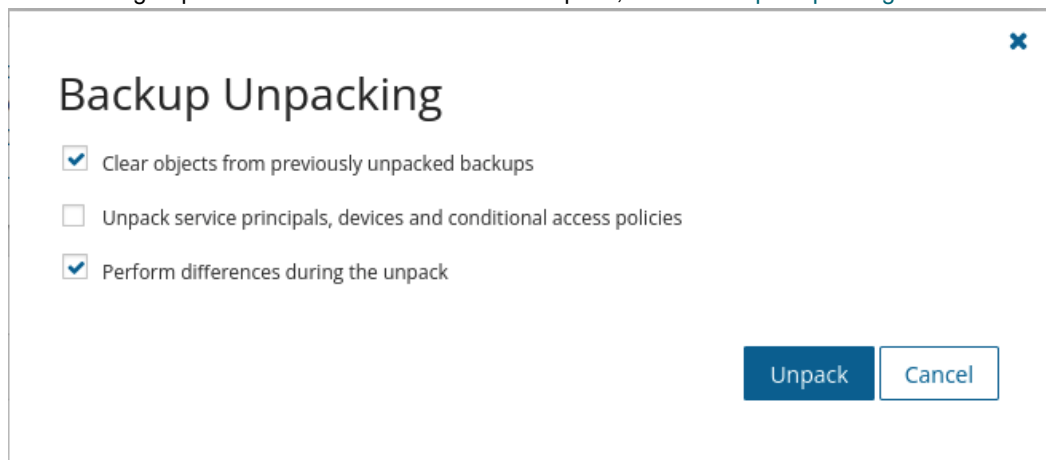 Backup Unpacking
Clear objects from previously unpacked backups
Unpack service principals, devices and conditional access policies
Perform differences during the unpack
Unpack Cancel